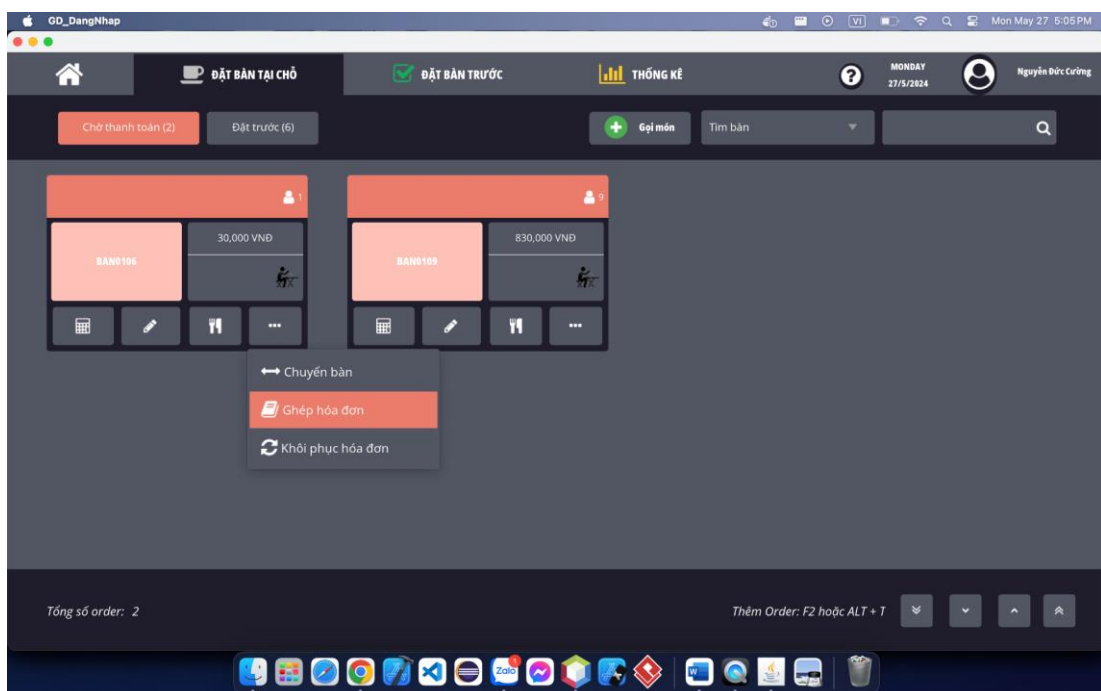 GD_DangNhap
VI
Mon May 27 5:05 PM
ĐẶT BÀN TẠI CHỖ
ĐẶT BÀN TRƯỚC
THỐNG KÊ
?
MONDAY
27/5/2024
Nguyễn Đức Cường
Chờ thanh toán (2)
Đặt trước (6)
Gọi món
Tìm bàn
1
9
BAN0106
30,000 VNĐ
BAN0109
830,000 VNĐ
Chuyển bàn
Ghép hóa đơn
Khôi phục hóa đơn
Tổng số order: 2
Thêm Order: F2 hoặc ALT + T
Zalo
1
W